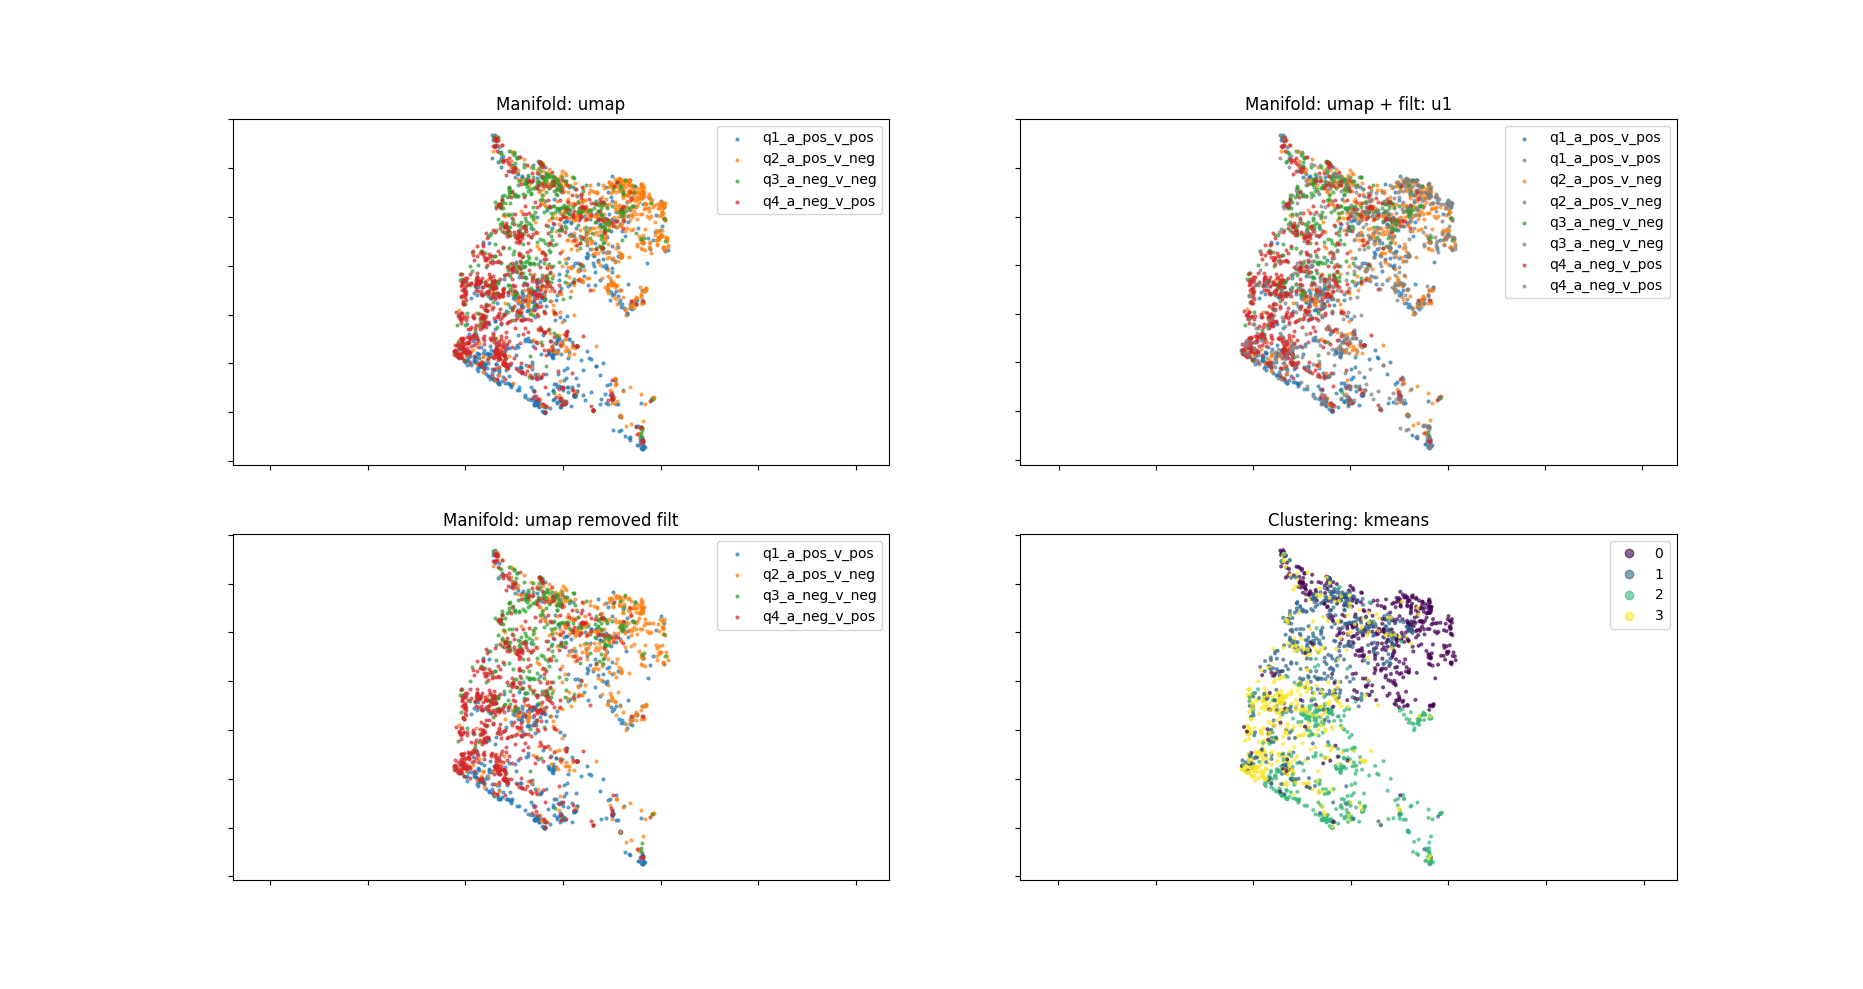 Manifold: umap
q1_a_pos_v_pos
q2_a_pos_v_neg
q3_a_neg_v_neg
q4_a_neg_v_pos
Manifold: umap + filt: u1
q1_a_pos_v_pos
q1_a_pos_v_pos
q2_a_pos_v_neg
q2_a_pos_v_neg
q3_a_neg_v_neg
q3_a_neg_v_neg
q4_a_neg_v_pos
q4_a_neg_v_pos
Manifold: umap removed filt
q1_a_pos_v_pos
q2_a_pos_v_neg
q3_a_neg_v_neg
q4_a_neg_v_pos
Clustering: kmeans
0
1
2
3